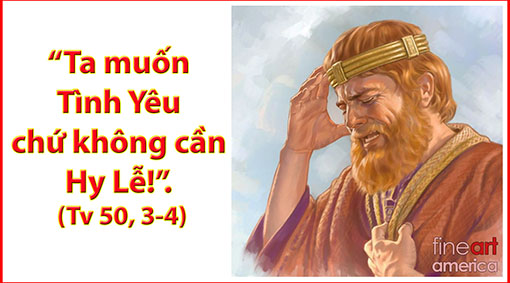 “Ta muốn
Tình Yêu
chứ không cần
Hy Lễ!”.
(Tv 50, 3-4)
fineart
america